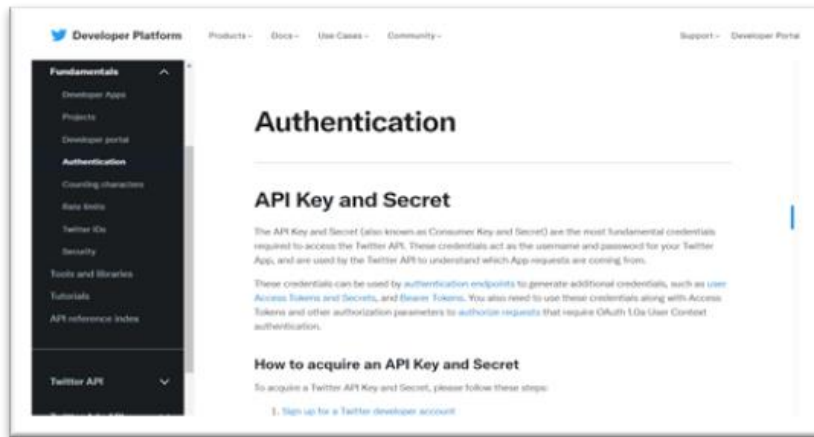 Developer Platform
Products
Docs
Use Cases
Community
Support
Developer Portal
Fundamentals
Developer Apps
Projects
Developer portal
Authentication
Counting characters
Rate limits
Twitter IDs
Security
Tools and libraries
Tutorials
API reference index
Twitter API
Authentication
API Key and Secret
The API Key and Secret (also known as Consumer Key and Secret) are the most fundamental credentials
required to access the Twitter API. These credentials act as the username and password for your Twitter
App, and are used by the Twitter API to understand which App requests are coming from.
These credentials can be used by authentication endpoints to generate additional credentials, such as user
Access Tokens and Secrets, and Bearer Tokens. You also need to use these credentials along with Access
Tokens and other authorization parameters to authorize requests that require OAuth 1.0a User Context
authentication.
How to acquire an API Key and Secret
To acquire a Twitter API Key and Secret, please follow these steps:
1. Sign up for a Twitter developer account